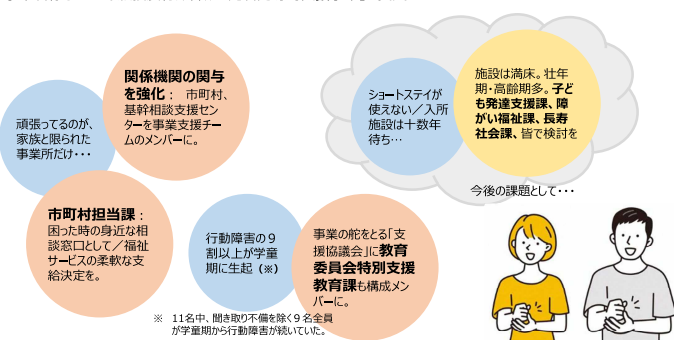 関係機関の関与
を強化： 市町村、
基幹相談支援セン
ターを事業支援チー
ムのメンバーに。
頑張ってるのが、
家族と限られた
事業所だけ・・・
市町村担当課：
困った時の身近な相
談窓口として／福祉
サービスの柔軟な支
給決定を。
行動障害の９
割以上が学童
期に生起（※）
事業の舵をとる「支
援協議会」に教育
委員会特別支援
教育課も構成メン
バーに。
※ 11名中、聞き取り不備を除く９名全員
が学童期から行動障害が続いていた。
ショートステイが
使えない／入所
施設は十数年
待ち…
施設は満床。壮年
期・高齢期多。子ど
も発達支援課、障
がい福祉課、長寿
社会課、皆で検討を
今後の課題として・・・